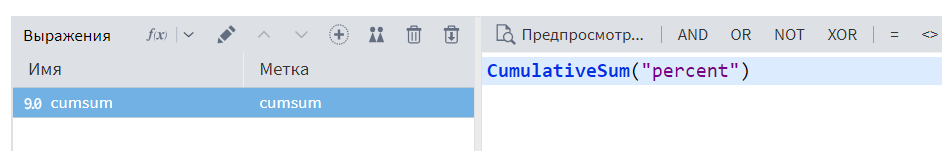 Выражения f(x)
Имя Метка
9.0 cumsum cumsum
Предпросмотр... AND OR NOT XOR = <>
CumulativeSum("percent")